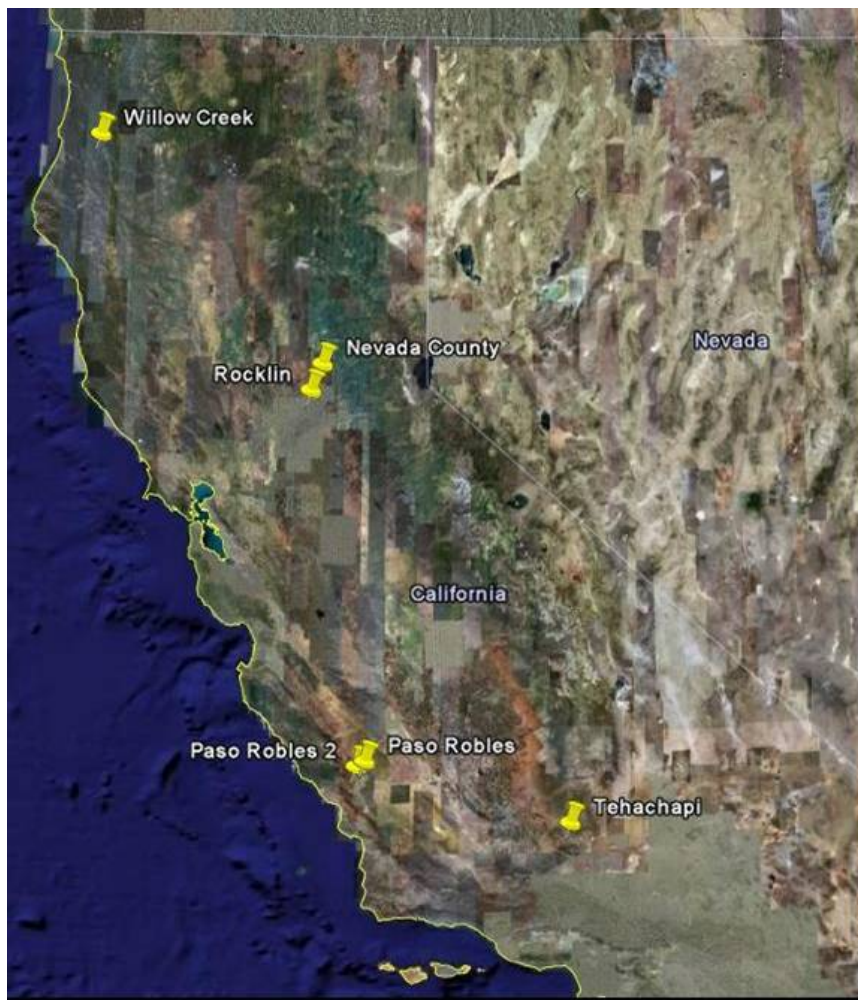 Willow Creek
Nevada County
Nevada
Rocklin
California
Paso Robles 2
Paso Robles
Tehachapi